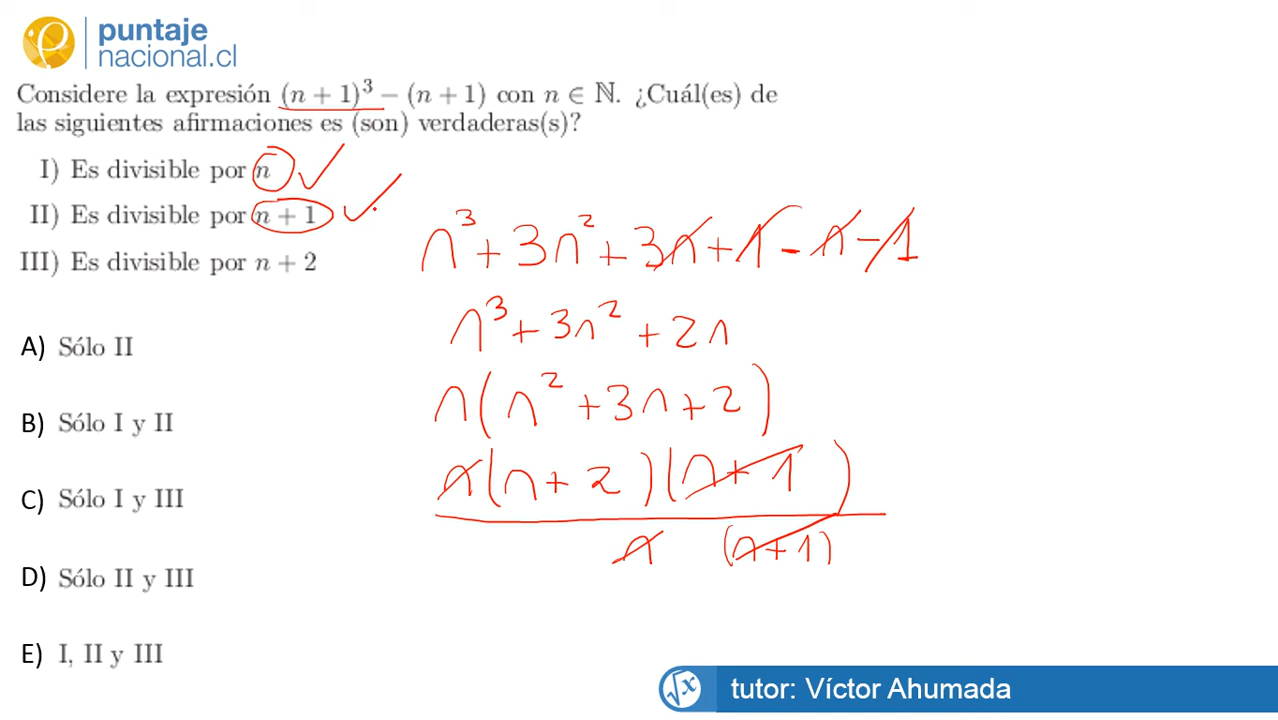 puntaje
nacional.cl
Considere la expresión (n + 1)³ − (n + 1) con n ∈ ℕ. ¿Cuál(es) de
las siguientes afirmaciones es (son) verdaderas(s)?
I) Es divisible por n
II) Es divisible por n + 1
III) Es divisible por n + 2
A) Sólo II
B) Sólo I y II
C) Sólo I y III
D) Sólo II y III
E) I, II y III
n³ + 3n² + 3n + 1 - n - 1
n³ + 3n² + 2n
n(n² + 3n + 2)
n(n + 2)(n + 1)
n (n + 1)
√x tutor: Víctor Ahumada